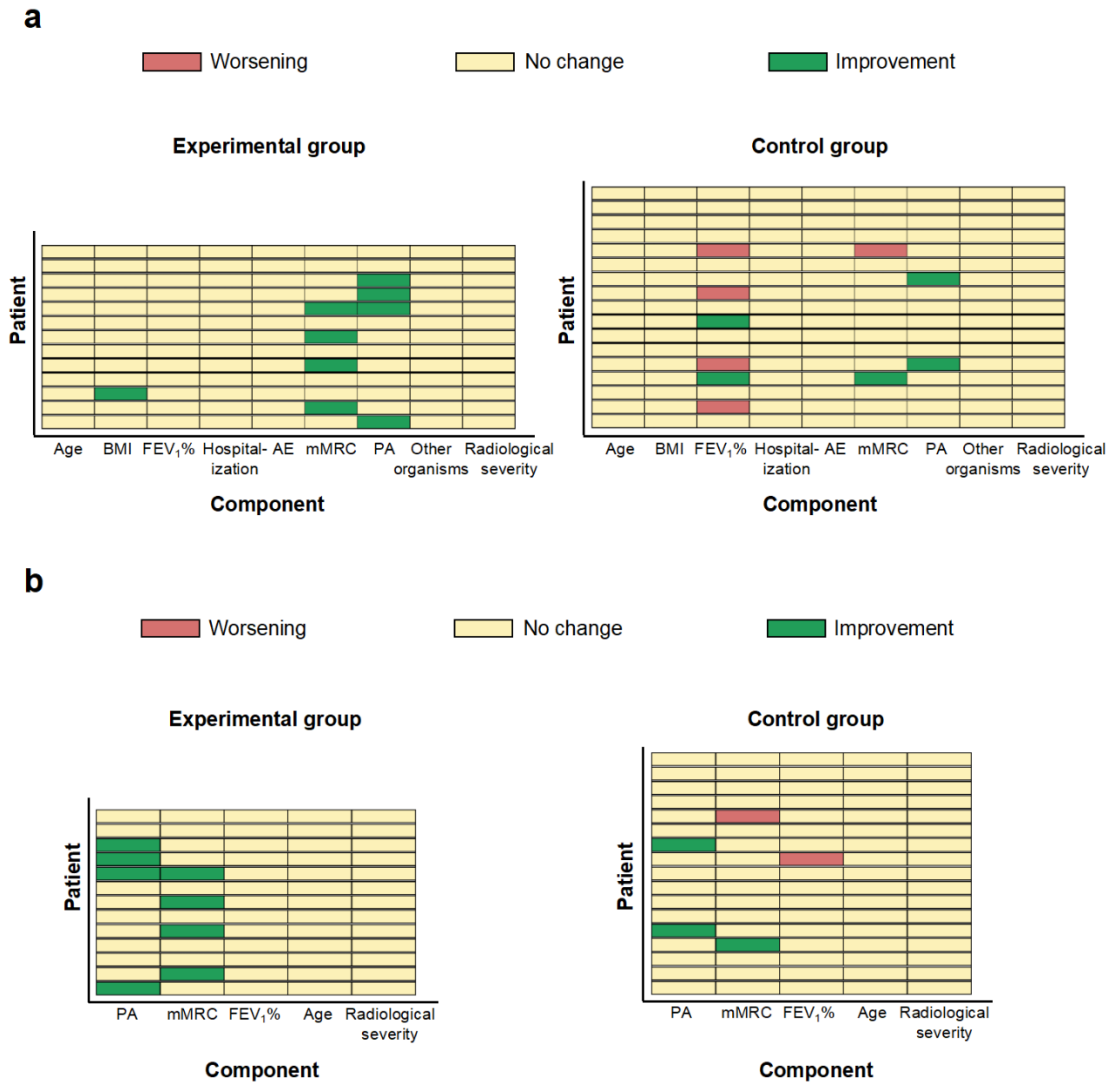 a
Worsening
No change
Improvement
Experimental group
Control group
Patient
Patient
Age BMI FEV₁% Hospital- AE mMRC PA Other Radiological
ization organisms severity
Component
Age BMI FEV₁% Hospital- AE mMRC PA Other Radiological
ization organisms severity
Component
b
Worsening
No change
Improvement
Experimental group
Control group
Patient
Patient
PA mMRC FEV₁% Age Radiological
severity
Component
PA mMRC FEV₁% Age Radiological
severity
Component